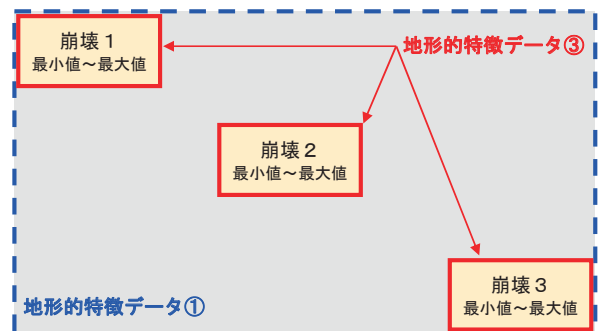 崩壊１
最小値～最大値
地形的特徴データ③
崩壊２
最小値～最大値
地形的特徴データ①
崩壊３
最小値～最大値